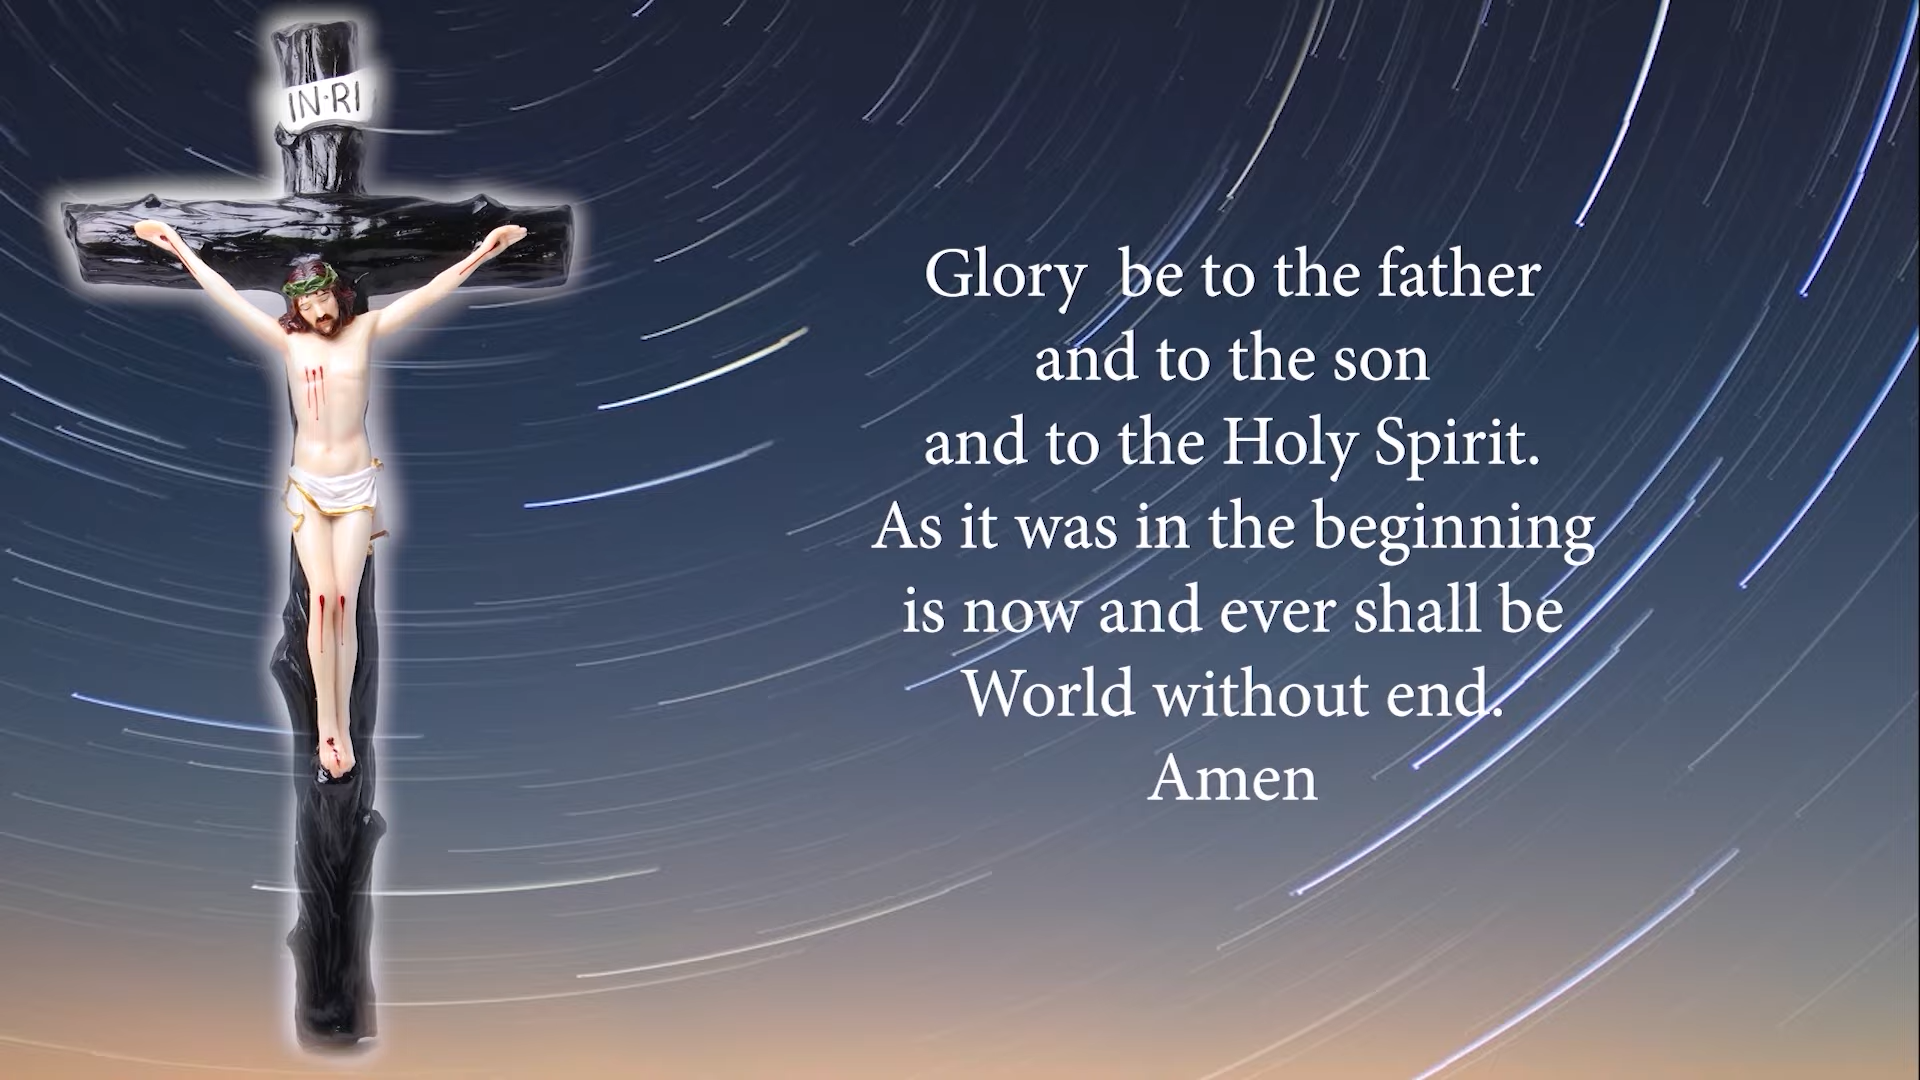 IN·RI
Glory be to the father
and to the son
and to the Holy Spirit.
As it was in the beginning
is now and ever shall be
World without end.
Amen